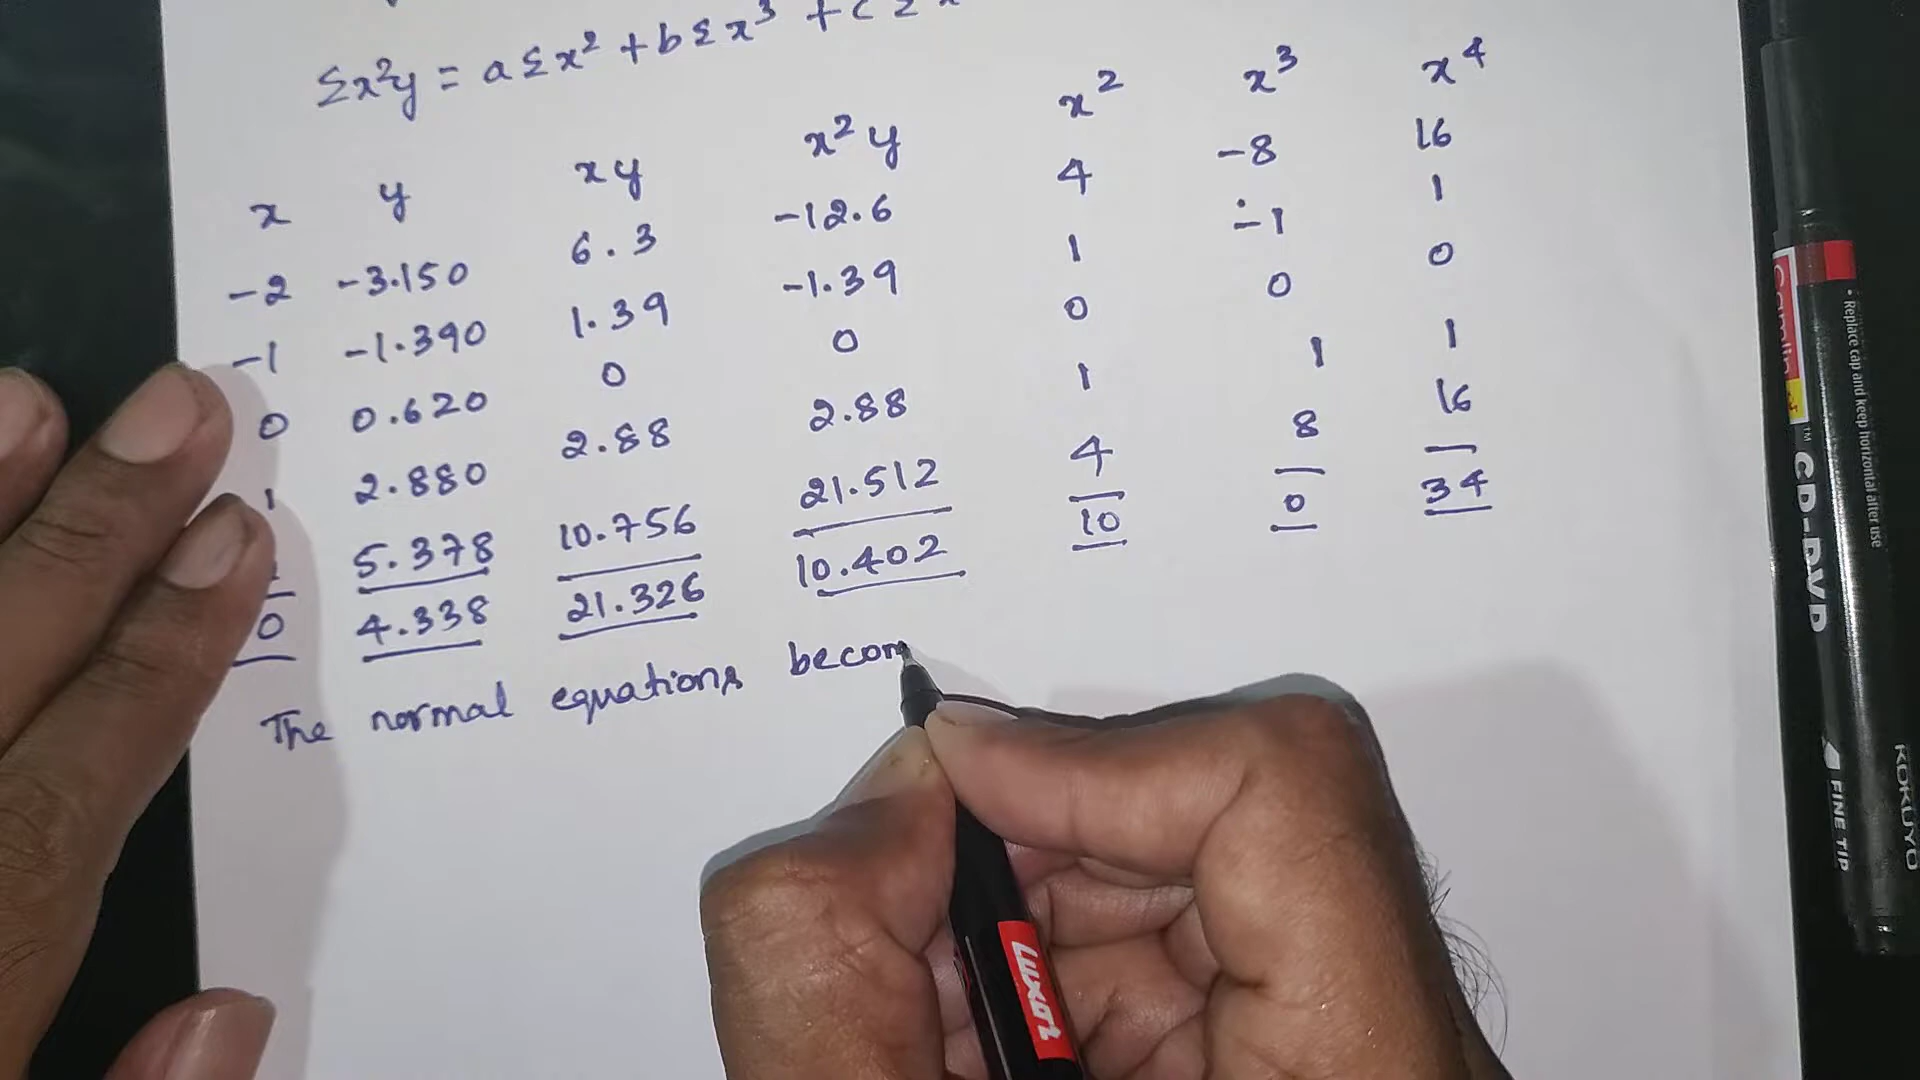 Σx²y = aΣx² + bΣx³ + cΣx
x y xy x²y x² x³ x⁴
-2 -3.150 6.3 -12.6 4 -8 16
-1 -1.390 1.39 -1.39 1 -1 1
0 0.620 0 0 0 0 0
1 2.880 2.88 2.88 1 1 1
5.378 10.756 21.512 4 8 16
0 4.338 21.326 10.402 10 0 34
The normal equations becom
LUXOR
Camlin
CD-DVD
• Replace cap and keep horizontal after use
FINE TIP
KOKUYO